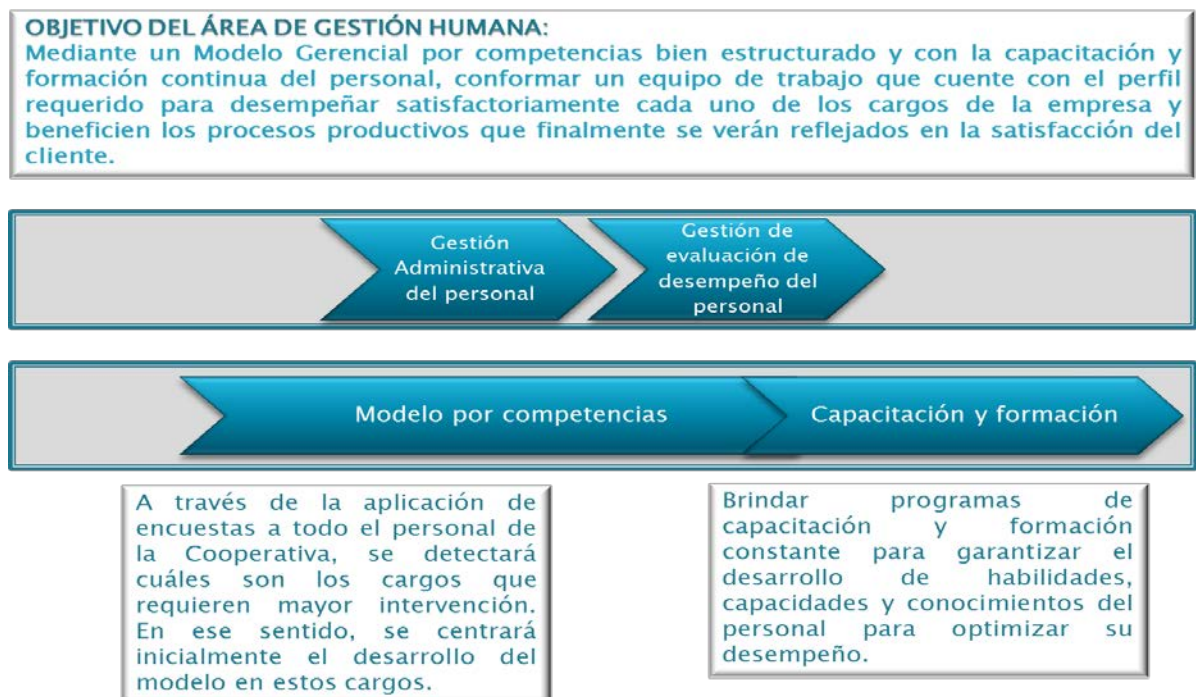 OBJETIVO DEL ÁREA DE GESTIÓN HUMANA:
Mediante un Modelo Gerencial por competencias bien estructurado y con la capacitación y
formación continua del personal, conformar un equipo de trabajo que cuente con el perfil
requerido para desempeñar satisfactoriamente cada uno de los cargos de la empresa y
beneficien los procesos productivos que finalmente se verán reflejados en la satisfacción del
cliente.
Gestión
Administrativa
del personal
Gestión de
evaluación de
desempeño del
personal
Modelo por competencias
Capacitación y formación
A través de la aplicación de
encuestas a todo el personal de
la Cooperativa, se detectará
cuáles son los cargos que
requieren mayor intervención.
En ese sentido, se centrará
inicialmente el desarrollo del
modelo en estos cargos.
Brindar programas de
capacitación y formación
constante para garantizar el
desarrollo de habilidades,
capacidades y conocimientos del
personal para optimizar su
desempeño.